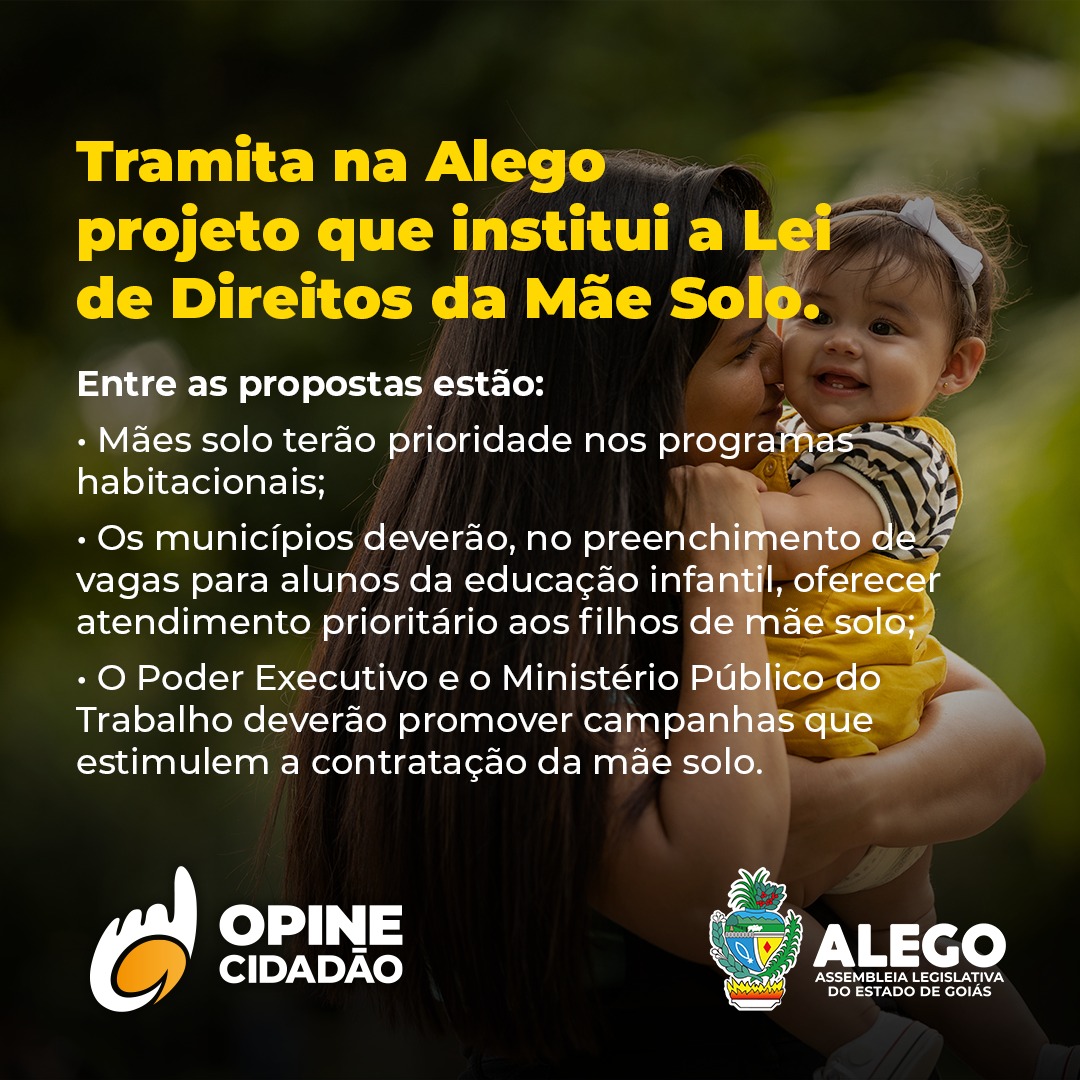 Tramita na Alego
projeto que institui a Lei
de Direitos da Mãe Solo.
Entre as propostas estão:
• Mães solo terão prioridade nos programas
habitacionais;
• Os municípios deverão, no preenchimento de
vagas para alunos da educação infantil, oferecer
atendimento prioritário aos filhos de mãe solo;
• O Poder Executivo e o Ministério Público do
Trabalho deverão promover campanhas que
estimulem a contratação da mãe solo.
OPINE
CIDADÃO
ALEGO
ASSEMBLEIA LEGISLATIVA
DO ESTADO DE GOIÁS